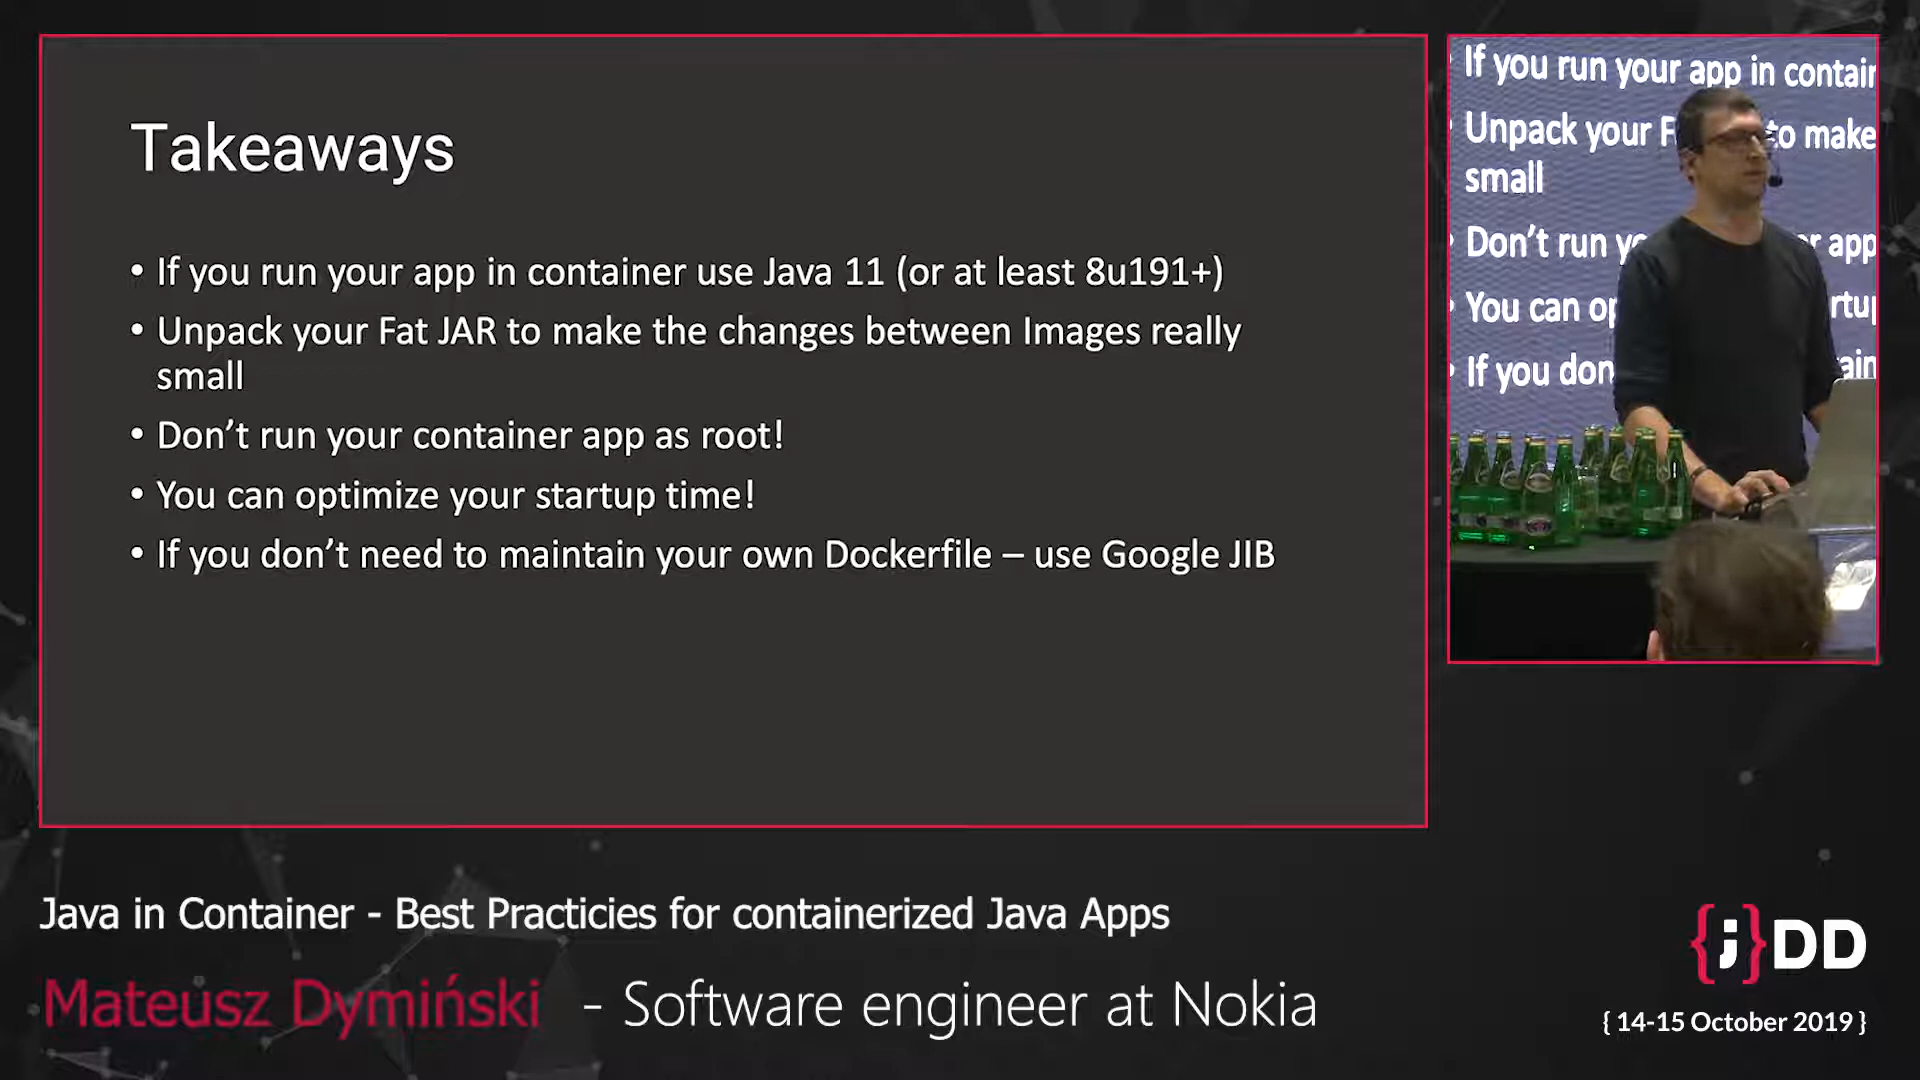 Takeaways
• If you run your app in container use Java 11 (or at least 8u191+)
• Unpack your Fat JAR to make the changes between Images really
small
• Don’t run your container app as root!
• You can optimize your startup time!
• If you don’t need to maintain your own Dockerfile – use Google JIB
If you run your app in contain
Unpack your F to make
small
Don’t run yo r app
You can op rtup
If you don ain
Java in Container - Best Practicies for containerized Java Apps
Mateusz Dymiński - Software engineer at Nokia
{;}DD
{ 14-15 October 2019 }